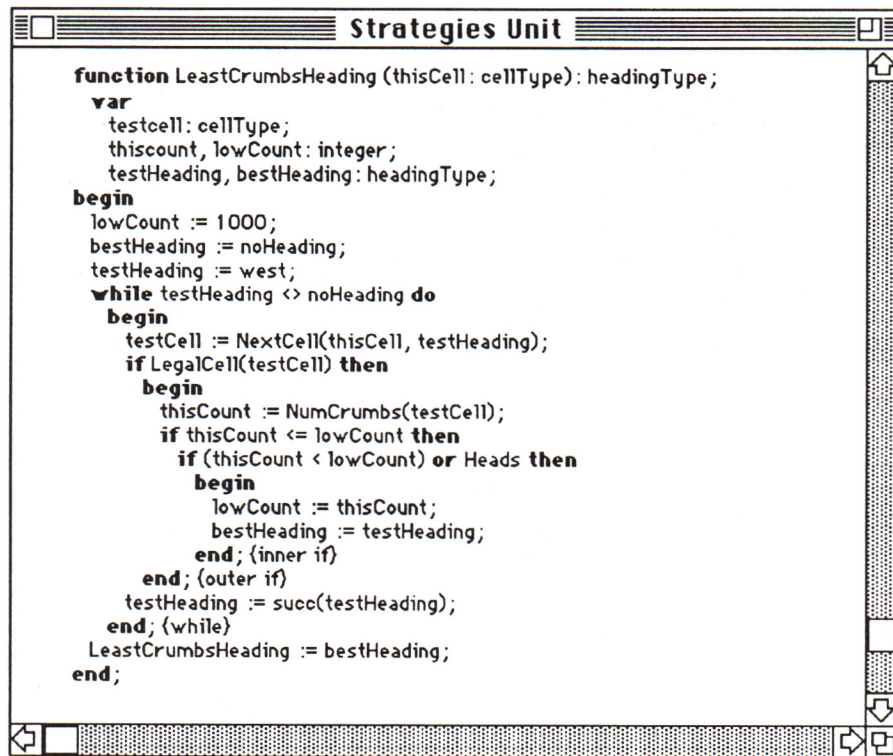 Strategies Unit
function LeastCrumbsHeading (thisCell: cellType): headingType;
var
testcell: cellType;
thiscount, lowCount: integer;
testHeading, bestHeading: headingType;
begin
lowCount := 1000;
bestHeading := noHeading;
testHeading := west;
while testHeading <> noHeading do
begin
testCell := NextCell(thisCell, testHeading);
if LegalCell(testCell) then
begin
thisCount := NumCrumbs(testCell);
if thisCount <= lowCount then
if (thisCount < lowCount) or Heads then
begin
lowCount := thisCount;
bestHeading := testHeading;
end; {inner if}
end; {outer if}
testHeading := succ(testHeading);
end; {while}
LeastCrumbsHeading := bestHeading;
end;